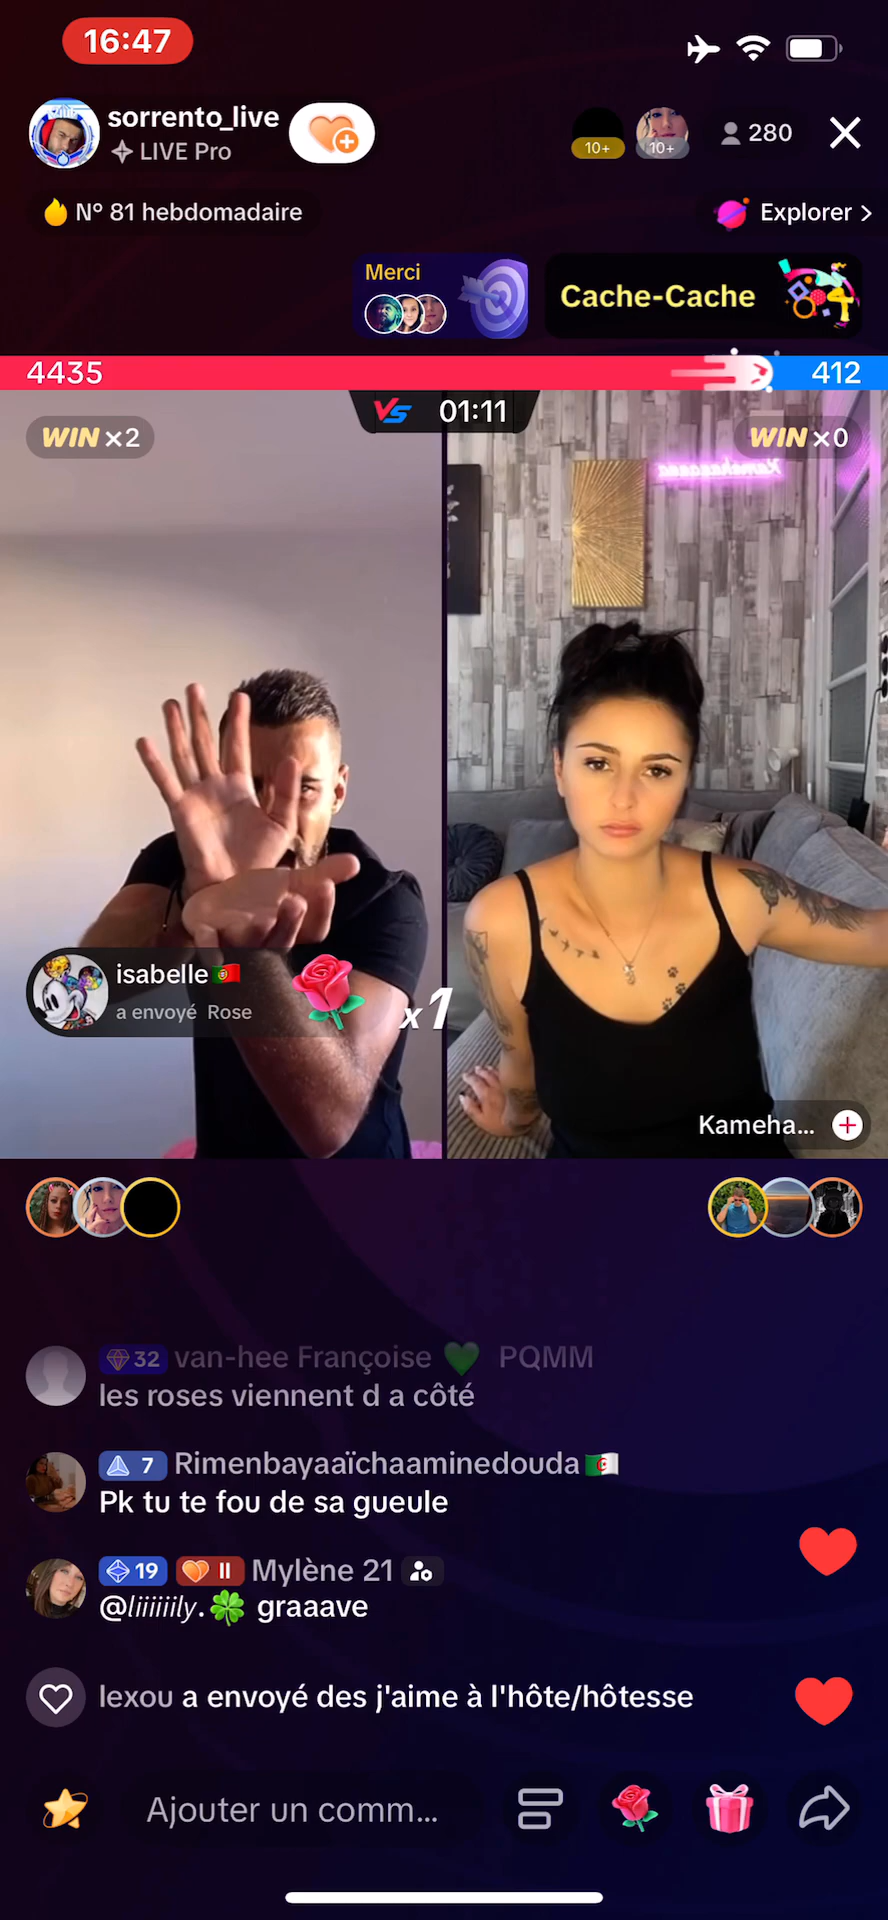 16:47
sorrento_live
LIVE Pro
10+
10+
280
N° 81 hebdomadaire
Explorer >
Merci
Cache-Cache
4435
412
VS 01:11
WIN x2
WIN x0
isabelle🇵🇹
a envoyé Rose
x1
Kameha...
32 van-hee Françoise 💚 PQMM
les roses viennent d a côté
7 Rimenbayaaïchaaminedouda🇩🇿
Pk tu te fou de sa gueule
19 II Mylène 21
@liiiiiily.🍀 graaave
lexou a envoyé des j'aime à l'hôte/hôtesse
Ajouter un comm...